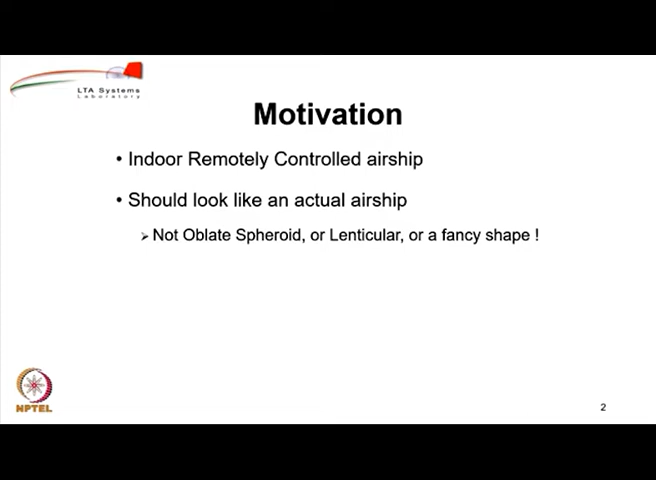 LTA Systems
Laboratory
Motivation
• Indoor Remotely Controlled airship
• Should look like an actual airship
➢ Not Oblate Spheroid, or Lenticular, or a fancy shape !
NPTEL
2